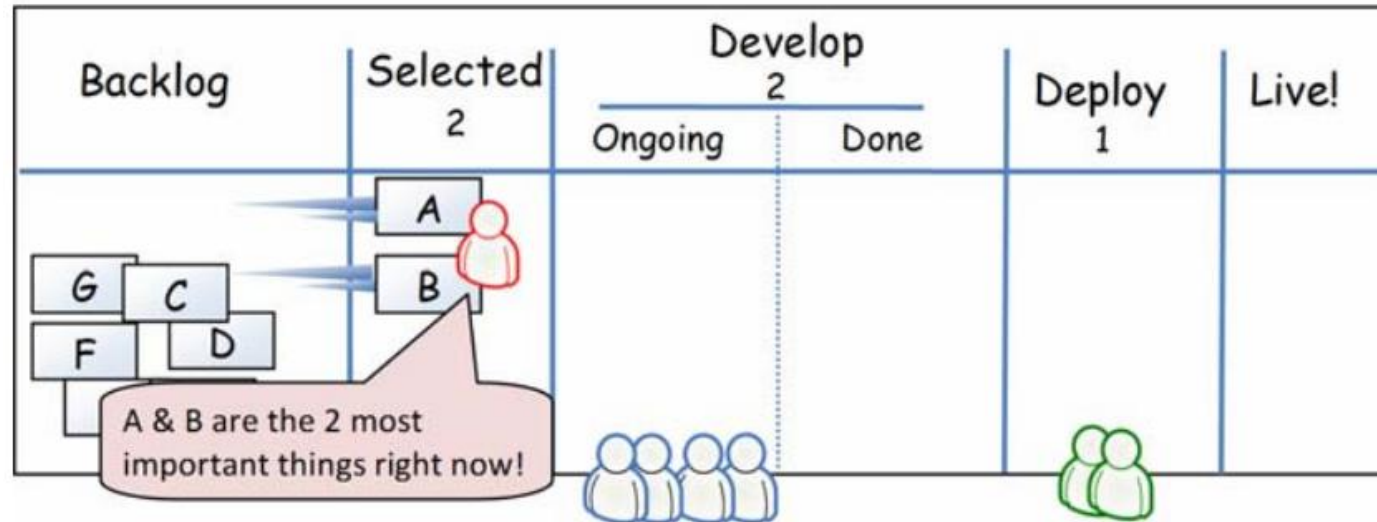 Backlog
Selected
2
Develop
2
Ongoing
Done
Deploy
1
Live!
A
B
G
C
F
D
A & B are the 2 most
important things right now!